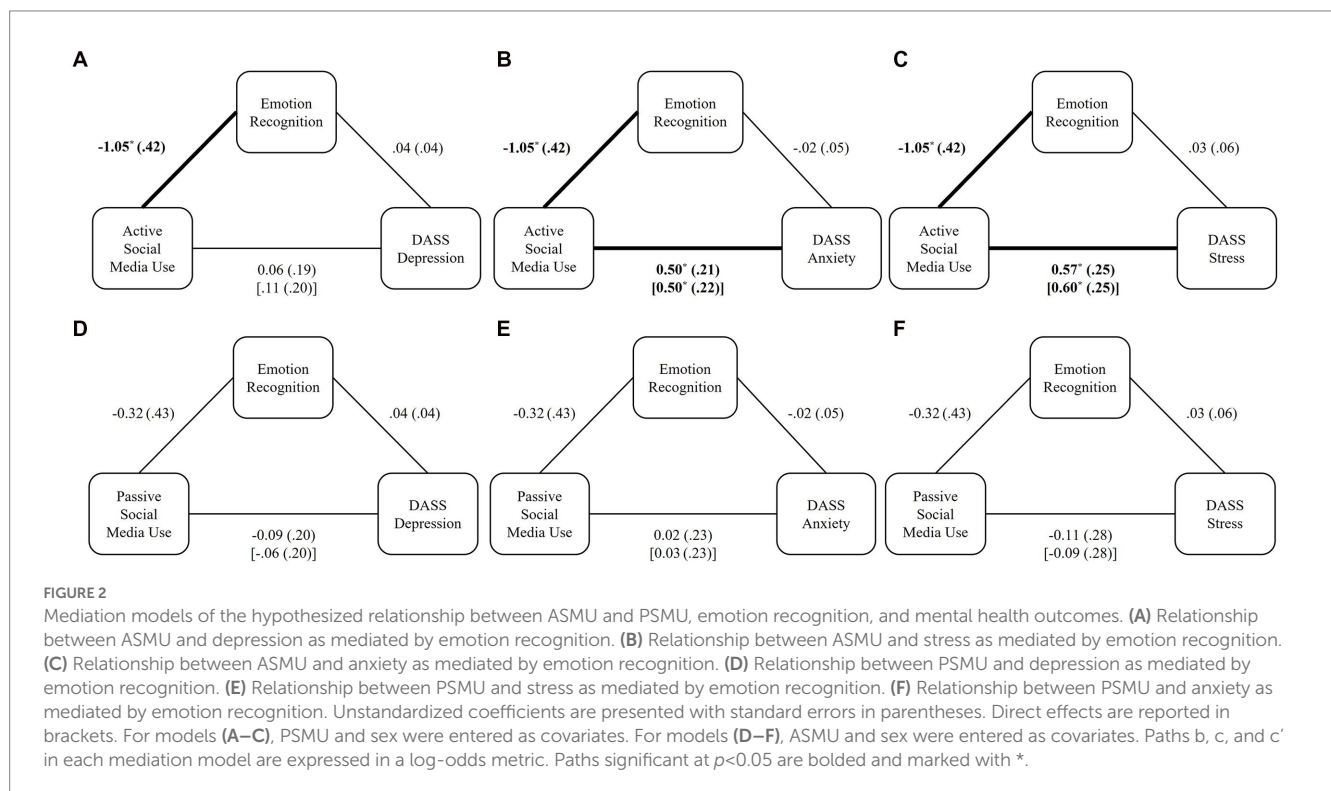 A
Emotion
Recognition
-1.05* (.42)
.04 (.04)
Active
Social
Media Use
DASS
Depression
0.06 (.19)
[.11 (.20)]
B
Emotion
Recognition
-1.05* (.42)
-.02 (.05)
Active
Social
Media Use
DASS
Anxiety
0.50* (.21)
[0.50* (.22)]
C
Emotion
Recognition
-1.05* (.42)
.03 (.06)
Active
Social
Media Use
DASS
Stress
0.57* (.25)
[0.60* (.25)]
D
Emotion
Recognition
-0.32 (.43)
.04 (.04)
Passive
Social
Media Use
DASS
Depression
-0.09 (.20)
[-.06 (.20)]
E
Emotion
Recognition
-0.32 (.43)
-.02 (.05)
Passive
Social
Media Use
DASS
Anxiety
0.02 (.23)
[0.03 (.23)]
F
Emotion
Recognition
-0.32 (.43)
.03 (.06)
Passive
Social
Media Use
DASS
Stress
-0.11 (.28)
[-0.09 (.28)]
FIGURE 2
Mediation models of the hypothesized relationship between ASMU and PSMU, emotion recognition, and mental health outcomes. (A) Relationship
between ASMU and depression as mediated by emotion recognition. (B) Relationship between ASMU and stress as mediated by emotion recognition.
(C) Relationship between ASMU and anxiety as mediated by emotion recognition. (D) Relationship between PSMU and depression as mediated by
emotion recognition. (E) Relationship between PSMU and stress as mediated by emotion recognition. (F) Relationship between PSMU and anxiety as
mediated by emotion recognition. Unstandardized coefficients are presented with standard errors in parentheses. Direct effects are reported in
brackets. For models (A–C), PSMU and sex were entered as covariates. For models (D–F), ASMU and sex were entered as covariates. Paths b, c, and c'
in each mediation model are expressed in a log-odds metric. Paths significant at p<0.05 are bolded and marked with *.